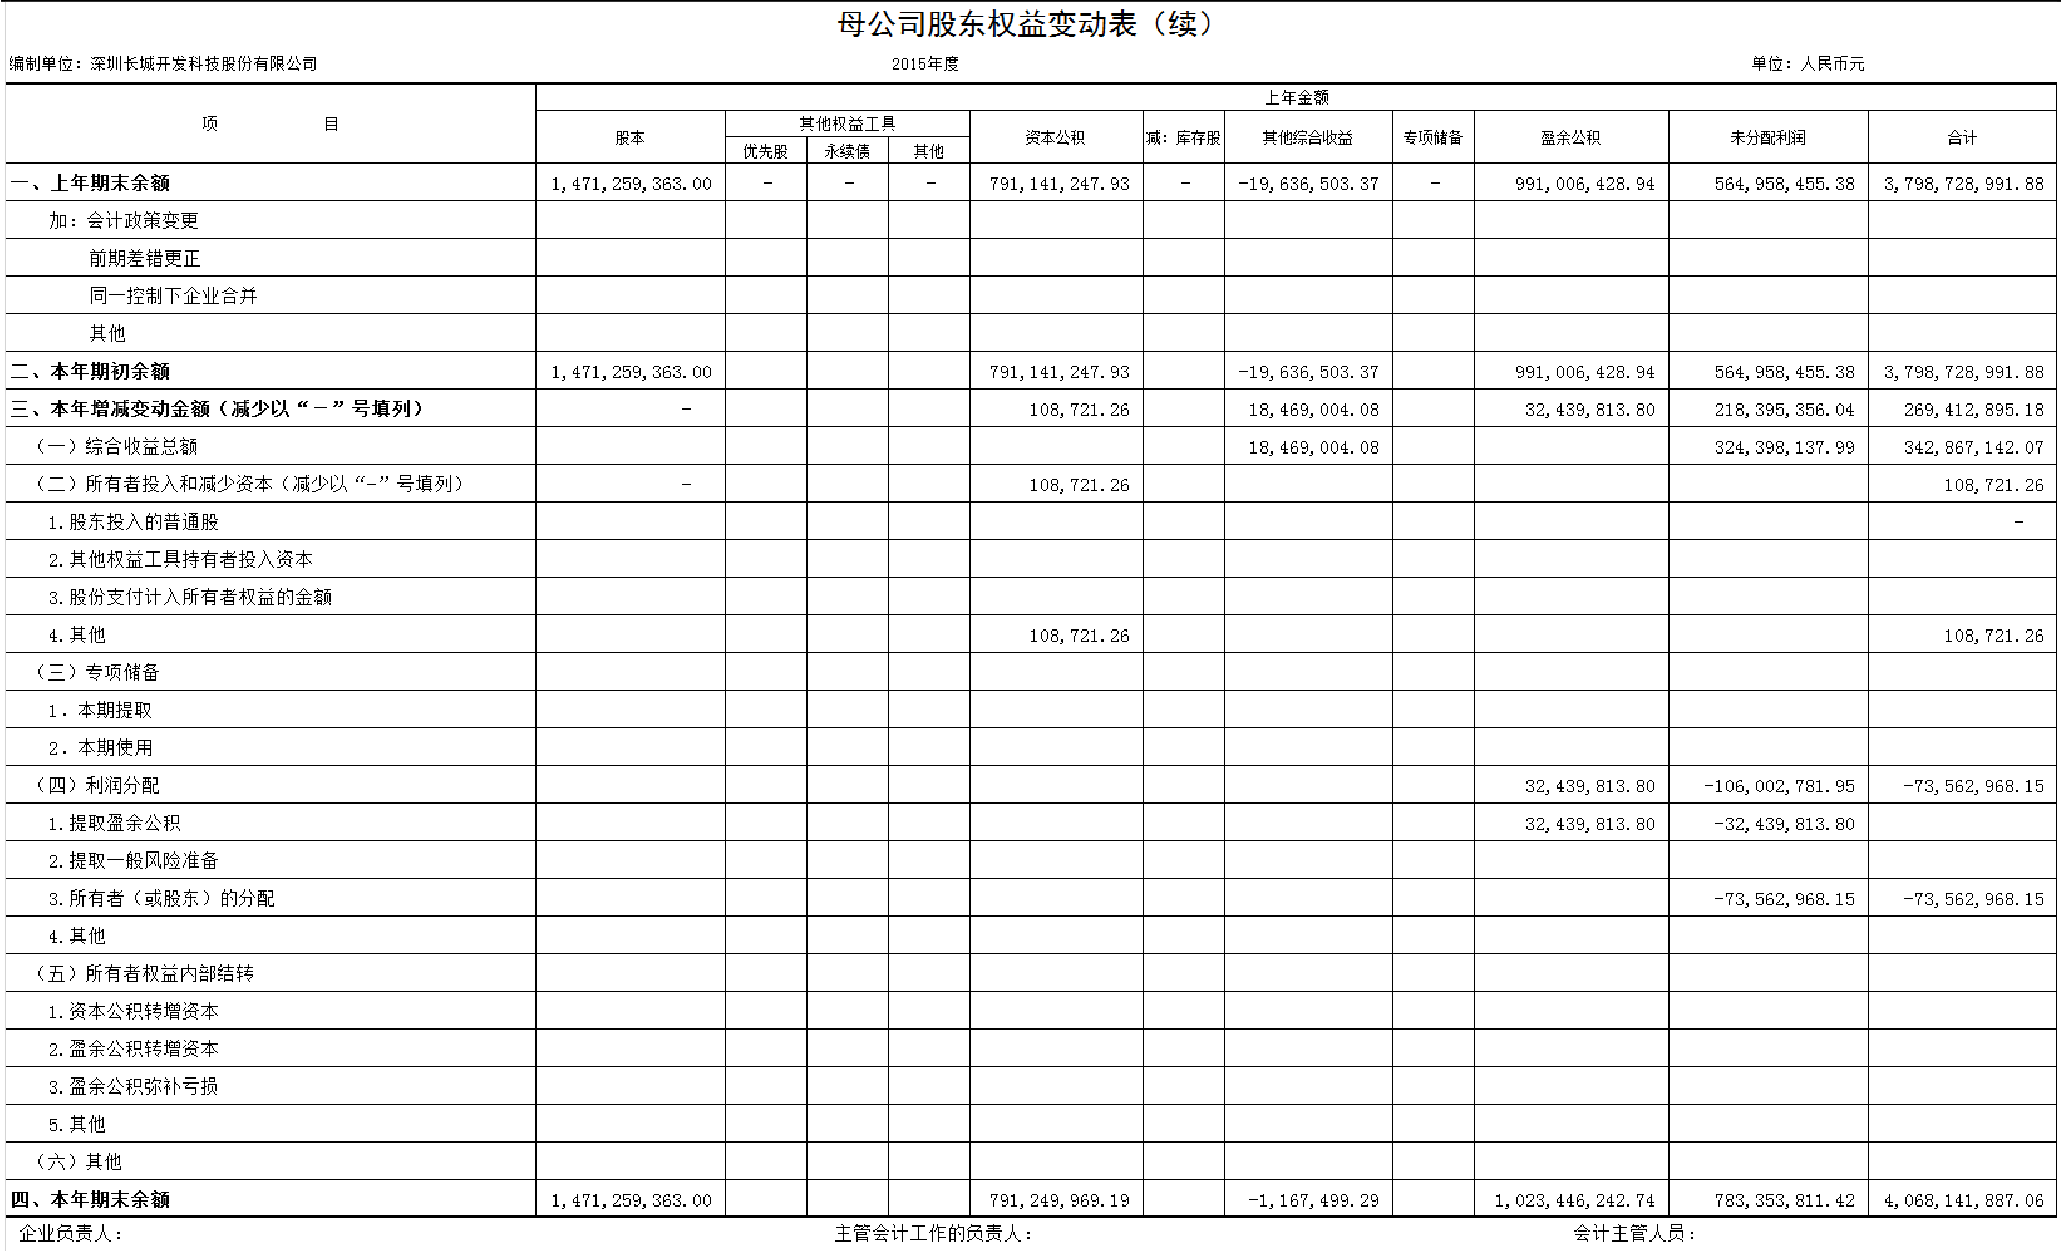 母公司股东权益变动表（续）
编制单位：深圳长城开发科技股份有限公司 2015年度 单位：人民币元
项 目 上年金额
股本 其他权益工具 资本公积 减：库存股 其他综合收益 专项储备 盈余公积 未分配利润 合计
优先股 永续债 其他
一、上年期末余额 1,471,259,363.00 - - - 791,141,247.93 - -19,636,503.37 - 991,006,428.94 564,958,455.38 3,798,728,991.88
加：会计政策变更
前期差错更正
同一控制下企业合并
其他
二、本年期初余额 1,471,259,363.00 791,141,247.93 -19,636,503.37 991,006,428.94 564,958,455.38 3,798,728,991.88
三、本年增减变动金额（减少以“－”号填列） - 108,721.26 18,469,004.08 32,439,813.80 218,395,356.04 269,412,895.18
（一）综合收益总额 18,469,004.08 324,398,137.99 342,867,142.07
（二）所有者投入和减少资本（减少以“-”号填列） - 108,721.26 108,721.26
1.股东投入的普通股 -
2.其他权益工具持有者投入资本
3.股份支付计入所有者权益的金额
4.其他 108,721.26 108,721.26
（三）专项储备
1．本期提取
2．本期使用
（四）利润分配 32,439,813.80 -106,002,781.95 -73,562,968.15
1.提取盈余公积 32,439,813.80 -32,439,813.80
2.提取一般风险准备
3.所有者（或股东）的分配 -73,562,968.15 -73,562,968.15
4.其他
（五）所有者权益内部结转
1.资本公积转增资本
2.盈余公积转增资本
3.盈余公积弥补亏损
5.其他
（六）其他
四、本年期末余额 1,471,259,363.00 791,249,969.19 -1,167,499.29 1,023,446,242.74 783,353,811.42 4,068,141,887.06
企业负责人： 主管会计工作的负责人： 会计主管人员：